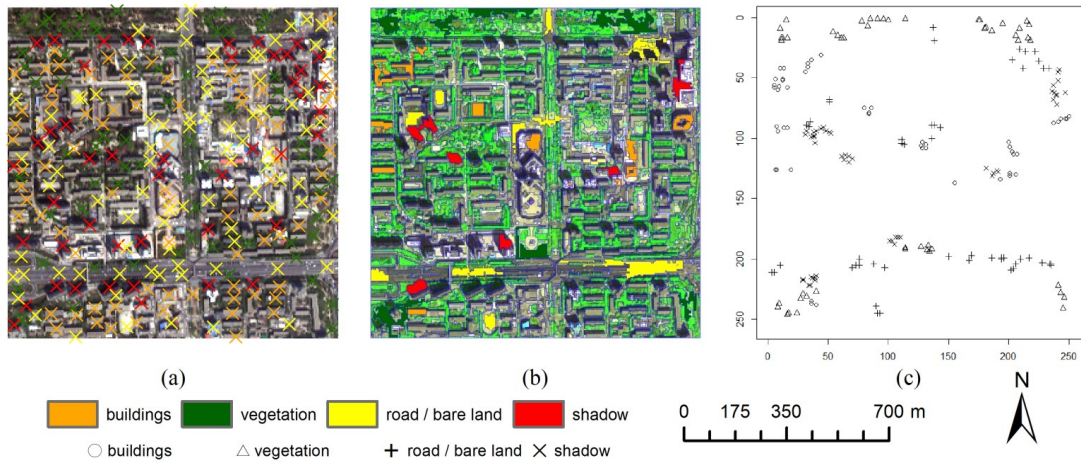 0
50
100
150
200
250
0 50 100 150 200 250
(a) (b) (c)
buildings vegetation road / bare land shadow
buildings vegetation road / bare land shadow
0 175 350 700 m
N